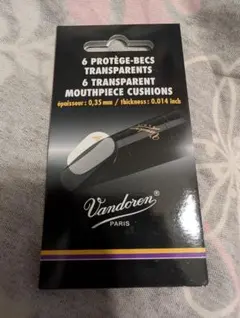 6 PROTÈGE-BECS
TRANSPARENTS
6 TRANSPARENT
MOUTHPIECE CUSHIONS
épaisseur : 0,35 mm / thickness : 0.014 inch
Vandoren®
PARIS